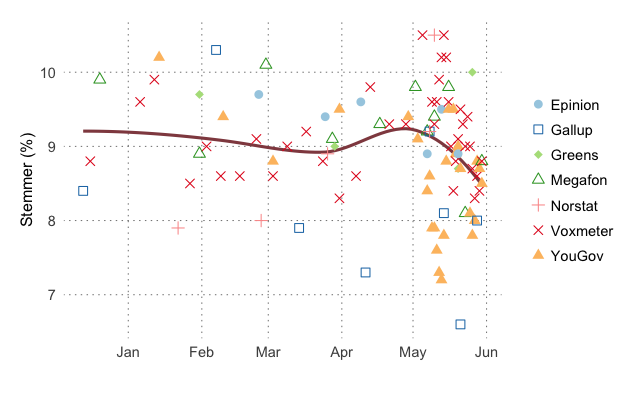 Stemmer (%)
10
9
8
7
Jan Feb Mar Apr May Jun
Epinion
Gallup
Greens
Megafon
Norstat
Voxmeter
YouGov